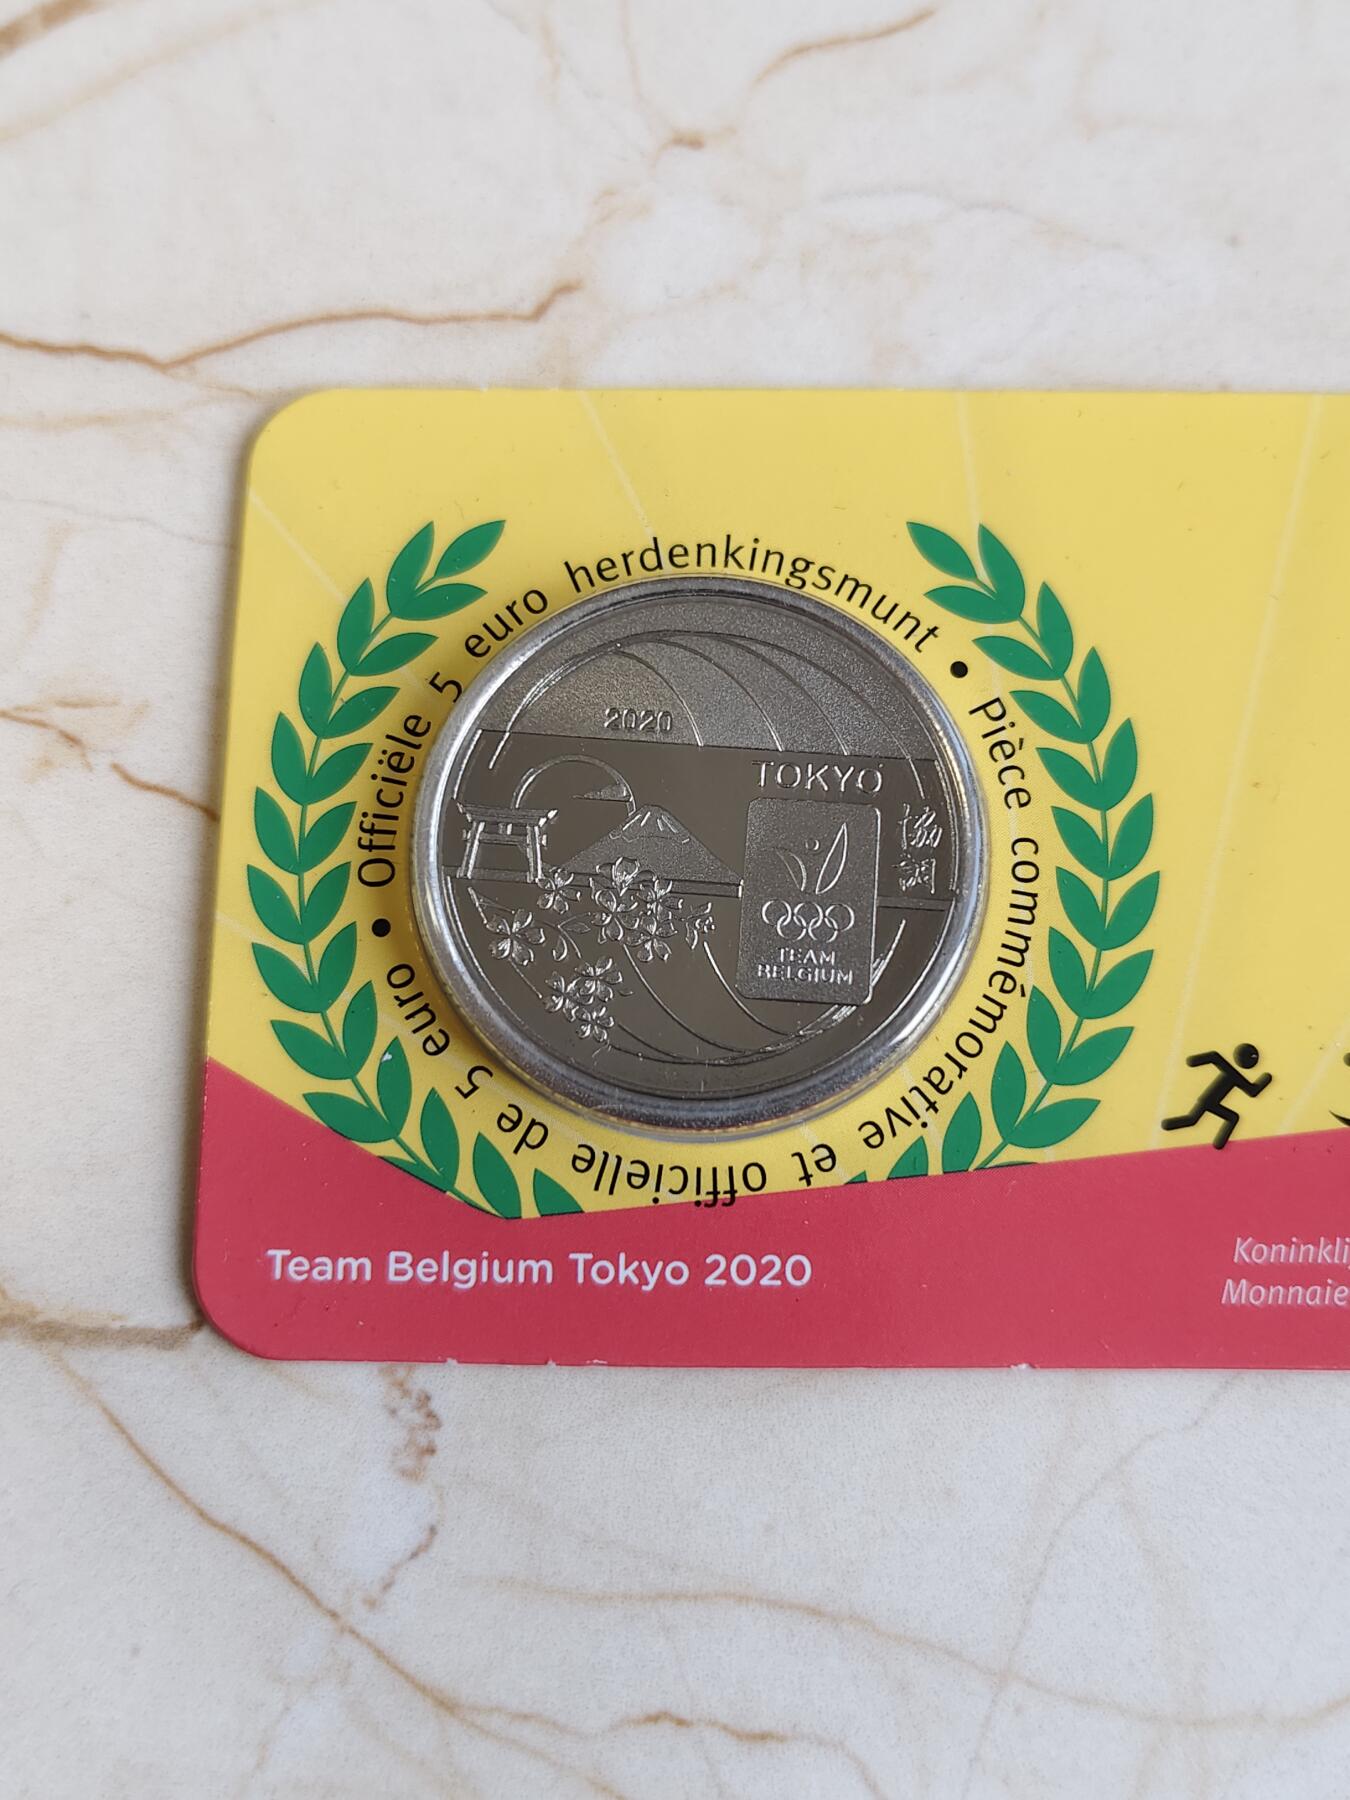 Officiële 5 euro herdenkingsmunt • Pièce commémorative et officielle de 5 euro •
2020
TOKYO
協調
TEAM
BELGIUM
Team Belgium Tokyo 2020
Monnaie